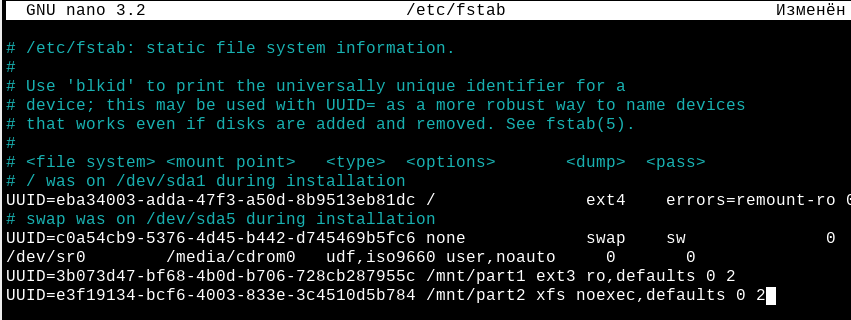 GNU nano 3.2 /etc/fstab Изменён
# /etc/fstab: static file system information.
#
# Use 'blkid' to print the universally unique identifier for a
# device; this may be used with UUID= as a more robust way to name devices
# that works even if disks are added and removed. See fstab(5).
#
# <file system> <mount point>   <type>  <options>       <dump>  <pass>
# / was on /dev/sda1 during installation
UUID=eba34003-adda-47f3-a50d-8b9513eb81dc /               ext4    errors=remount-ro 0
# swap was on /dev/sda5 during installation
UUID=c0a54cb9-5376-4d45-b442-d745469b5fc6 none            swap    sw              0
/dev/sr0        /media/cdrom0   udf,iso9660 user,noauto     0       0
UUID=3b073d47-bf68-4b0d-b706-728cb287955c /mnt/part1 ext3 ro,defaults 0 2
UUID=e3f19134-bcf6-4003-833e-3c4510d5b784 /mnt/part2 xfs noexec,defaults 0 2